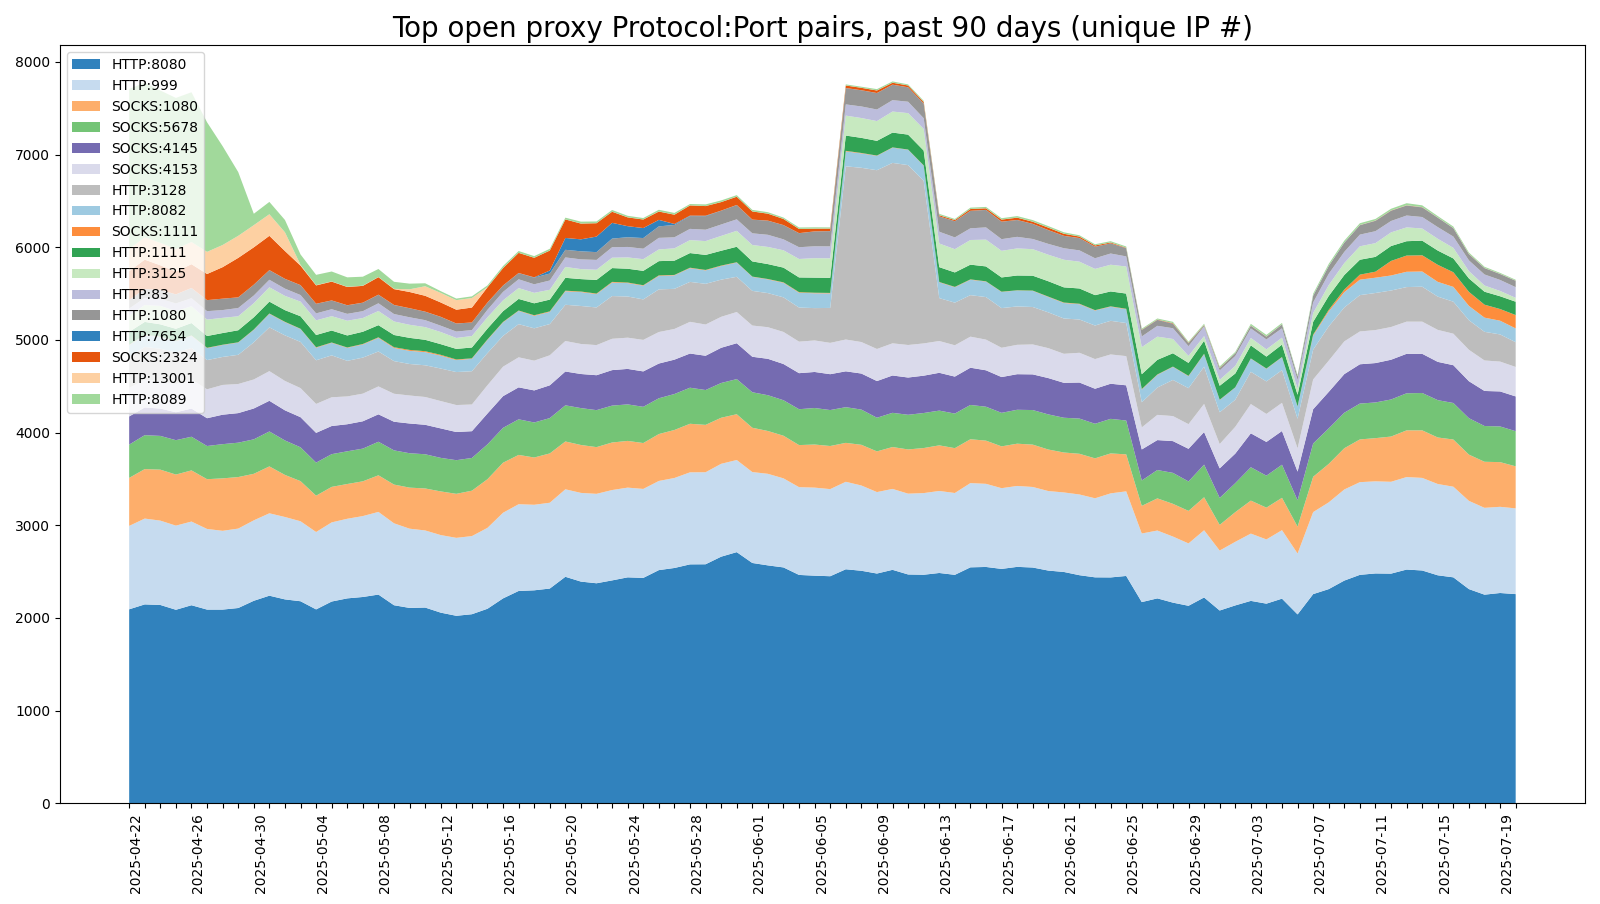 Top open proxy Protocol:Port pairs, past 90 days (unique IP #)
8000
7000
6000
5000
4000
3000
2000
1000
0
HTTP:8080
HTTP:999
SOCKS:1080
SOCKS:5678
SOCKS:4145
SOCKS:4153
HTTP:3128
HTTP:8082
SOCKS:1111
HTTP:1111
HTTP:3125
HTTP:83
HTTP:1080
HTTP:7654
SOCKS:2324
HTTP:13001
HTTP:8089
2025-04-22
2025-04-26
2025-04-30
2025-05-04
2025-05-08
2025-05-12
2025-05-16
2025-05-20
2025-05-24
2025-05-28
2025-06-01
2025-06-05
2025-06-09
2025-06-13
2025-06-17
2025-06-21
2025-06-25
2025-06-29
2025-07-03
2025-07-07
2025-07-11
2025-07-15
2025-07-19